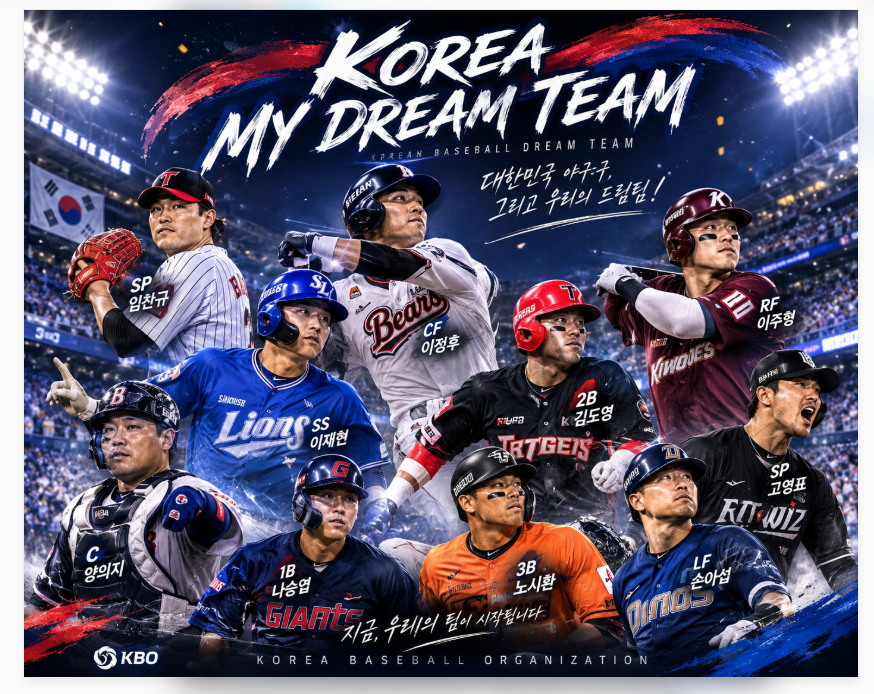 KOREA
MY DREAM TEAM
KOREAN BASEBALL DREAM TEAM
대한민국 야구구,
그리고 우리의 드림팀!
SP
임찬규
CF
이정후
RF
이주형
SS
이재현
2B
김도영
SP
고영표
C
양의지
1B
나승엽
3B
노시환
LF
손아섭
T
SL
Lions
Bears
T
TRTGEIS
K
KIWOOES
B
G
GIANTS
D
DINOS
지금, 우리의 팀이 시작됩니다.
KBO
KOREA BASEBALL ORGANIZATION